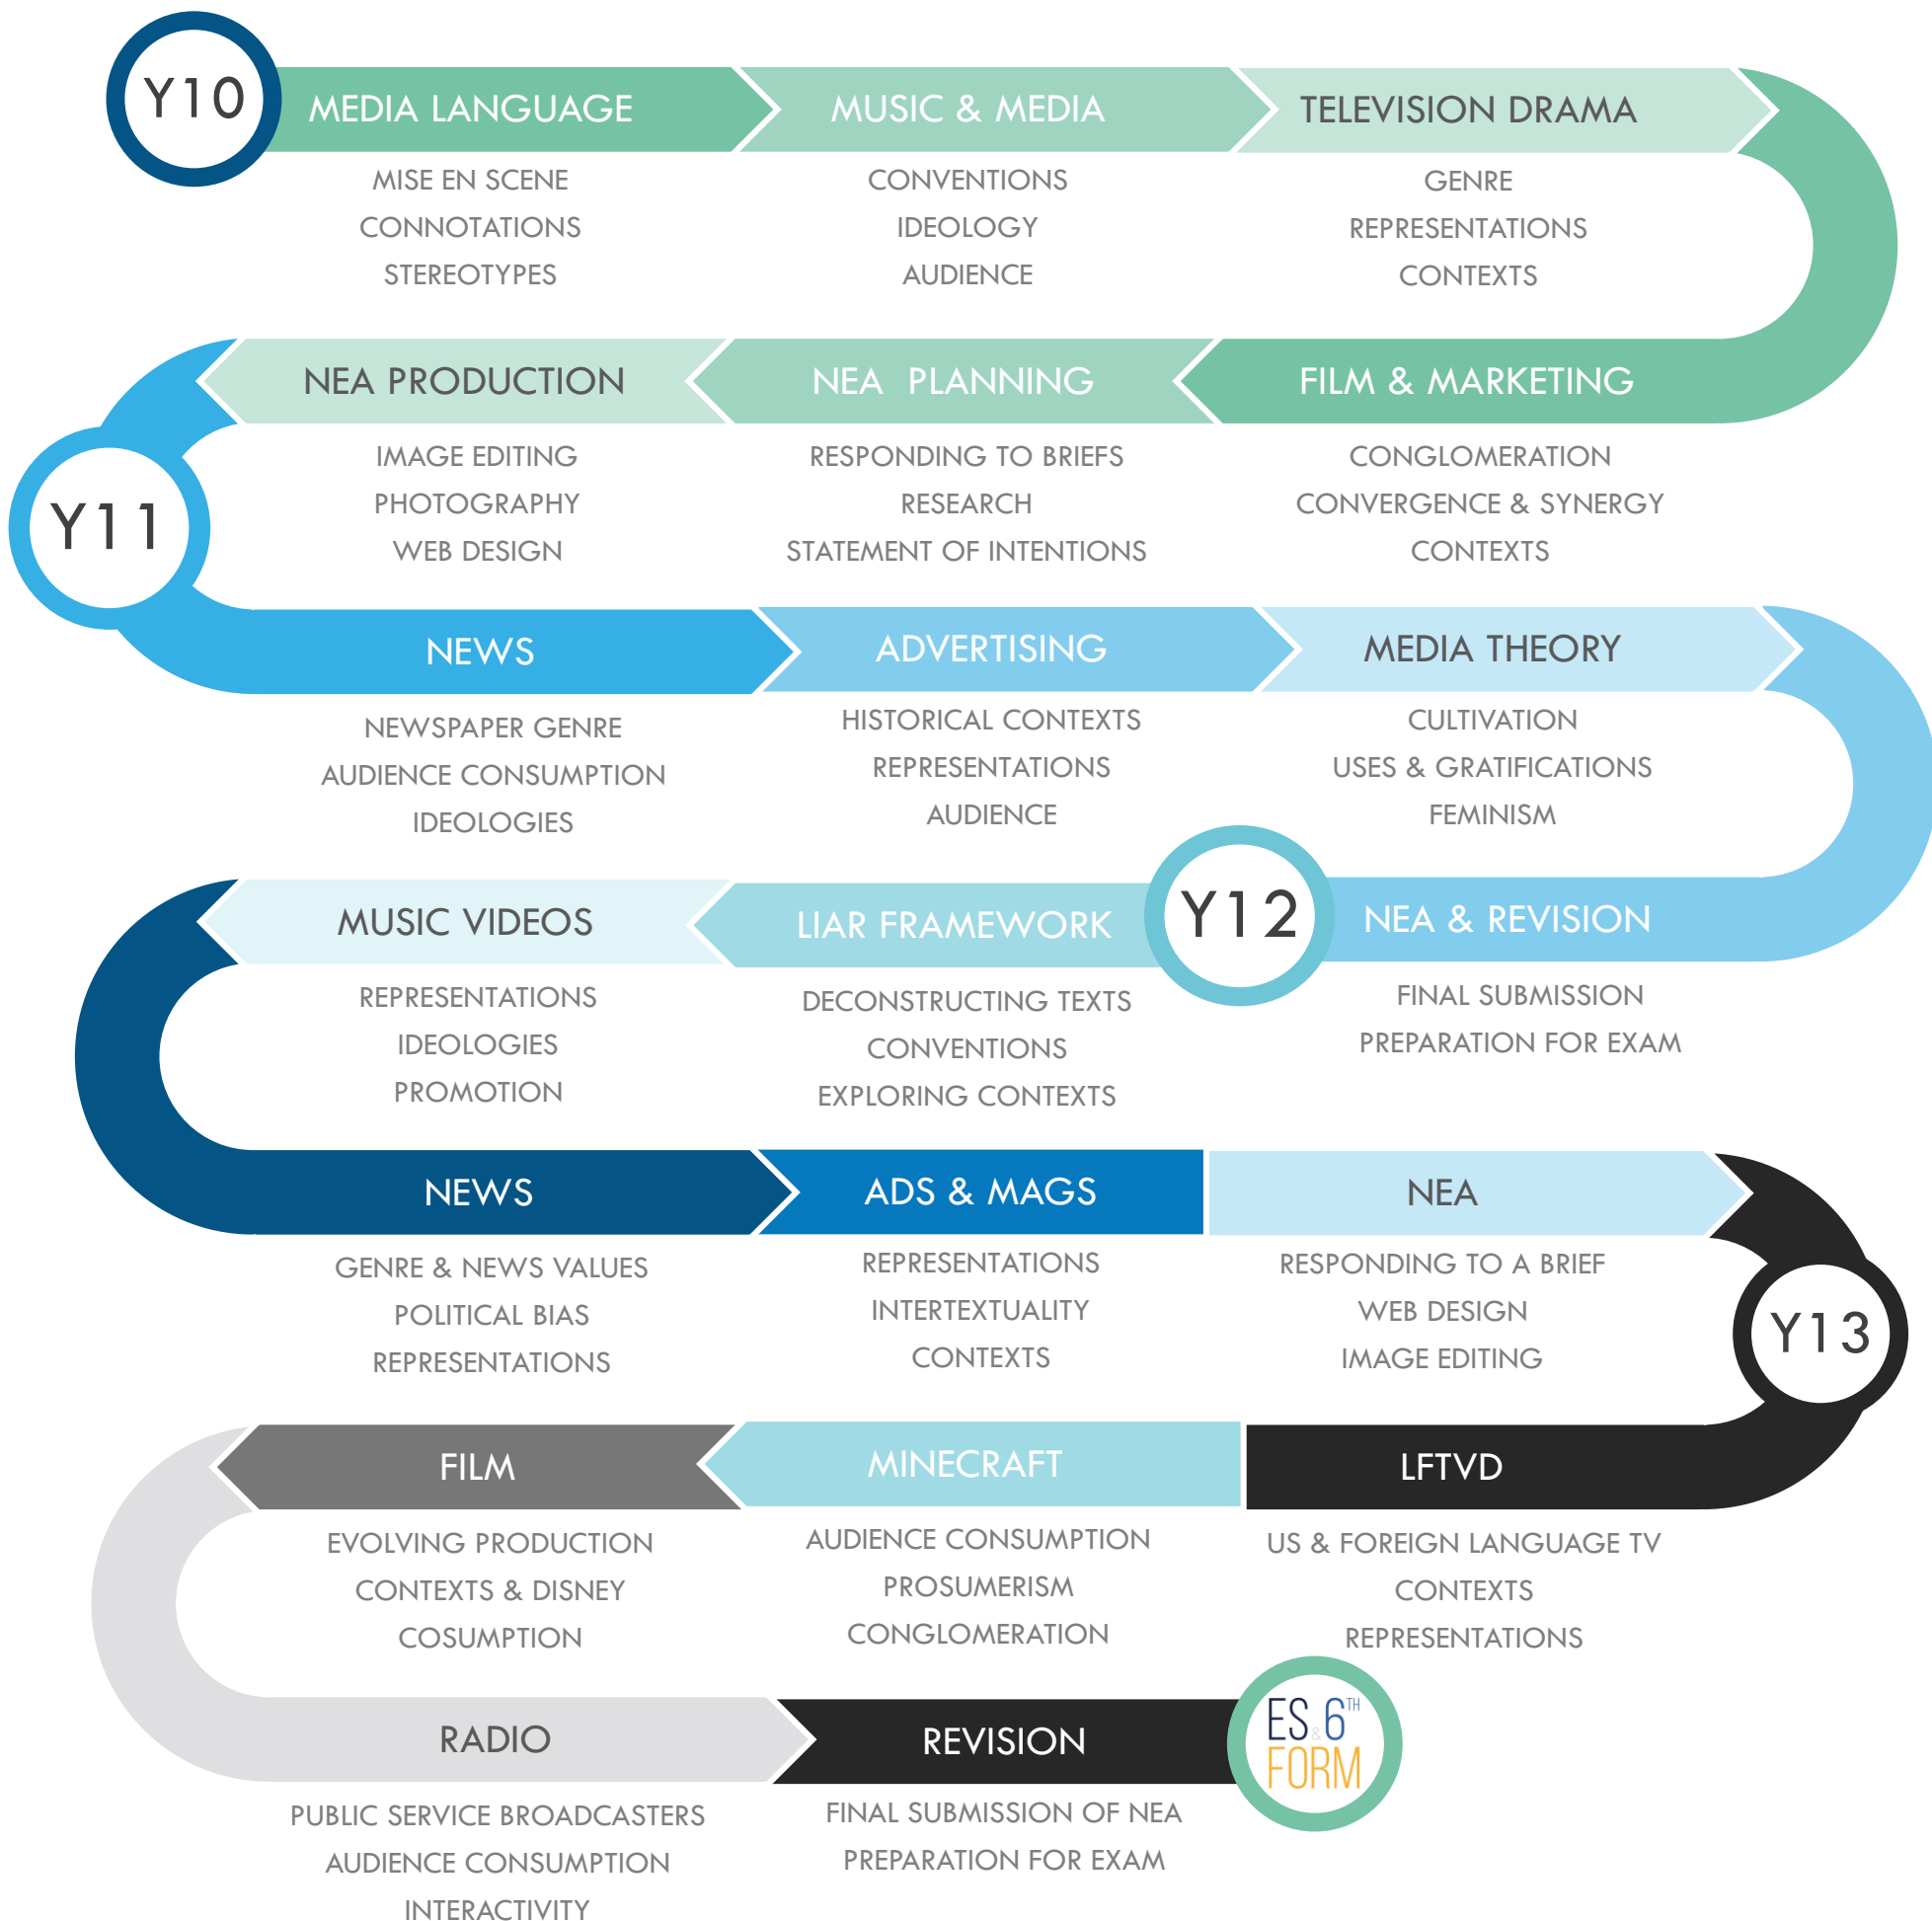 Y10
MEDIA LANGUAGE
MISE EN SCENE
CONNOTATIONS
STEREOTYPES
MUSIC & MEDIA
CONVENTIONS
IDEOLOGY
AUDIENCE
TELEVISION DRAMA
GENRE
REPRESENTATIONS
CONTEXTS
FILM & MARKETING
CONGLOMERATION
CONVERGENCE & SYNERGY
CONTEXTS
NEA PLANNING
RESPONDING TO BRIEFS
RESEARCH
STATEMENT OF INTENTIONS
NEA PRODUCTION
IMAGE EDITING
PHOTOGRAPHY
WEB DESIGN
Y11
NEWS
NEWSPAPER GENRE
AUDIENCE CONSUMPTION
IDEOLOGIES
ADVERTISING
HISTORICAL CONTEXTS
REPRESENTATIONS
AUDIENCE
MEDIA THEORY
CULTIVATION
USES & GRATIFICATIONS
FEMINISM
NEA & REVISION
FINAL SUBMISSION
PREPARATION FOR EXAM
Y12
LIAR FRAMEWORK
DECONSTRUCTING TEXTS
CONVENTIONS
EXPLORING CONTEXTS
MUSIC VIDEOS
REPRESENTATIONS
IDEOLOGIES
PROMOTION
NEWS
GENRE & NEWS VALUES
POLITICAL BIAS
REPRESENTATIONS
ADS & MAGS
REPRESENTATIONS
INTERTEXTUALITY
CONTEXTS
NEA
RESPONDING TO A BRIEF
WEB DESIGN
IMAGE EDITING
Y13
LFTVD
US & FOREIGN LANGUAGE TV
CONTEXTS
REPRESENTATIONS
MINECRAFT
AUDIENCE CONSUMPTION
PROSUMERISM
CONGLOMERATION
FILM
EVOLVING PRODUCTION
CONTEXTS & DISNEY
COSUMPTION
RADIO
PUBLIC SERVICE BROADCASTERS
AUDIENCE CONSUMPTION
INTERACTIVITY
REVISION
FINAL SUBMISSION OF NEA
PREPARATION FOR EXAM
ES & 6TH
FORM